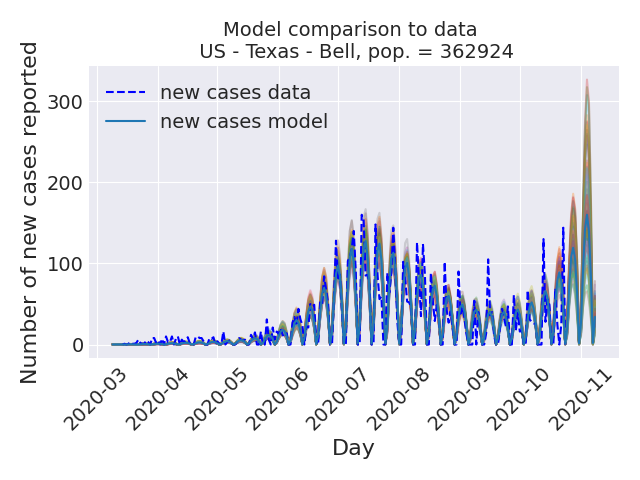 Model comparison to data
US - Texas - Bell, pop. = 362924
Number of new cases reported
300
200
100
0
new cases data
new cases model
2020-03
2020-04
2020-05
2020-06
2020-07
2020-08
2020-09
2020-10
2020-11
Day